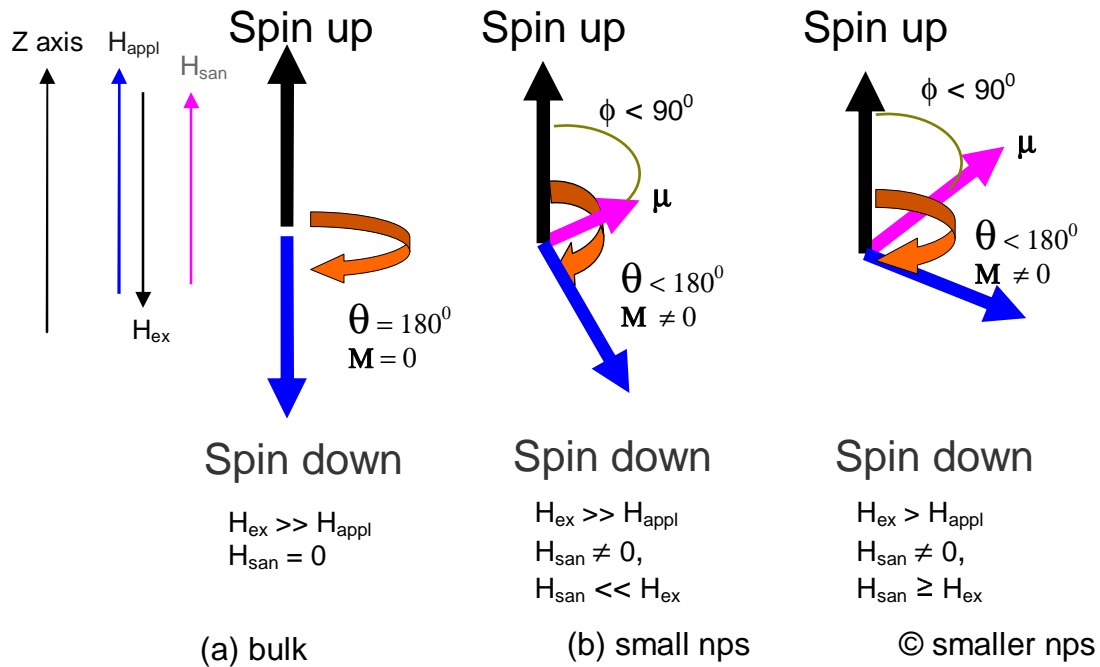 Z axis
H_appl
H_san
H_ex
Spin up
θ = 180⁰
M = 0
Spin down
H_ex >> H_appl
H_san = 0
(a) bulk
Spin up
ϕ < 90⁰
μ
θ < 180⁰
M ≠ 0
Spin down
H_ex >> H_appl
H_san ≠ 0,
H_san << H_ex
(b) small nps
Spin up
ϕ < 90⁰
μ
θ < 180⁰
M ≠ 0
Spin down
H_ex > H_appl
H_san ≠ 0,
H_san ≥ H_ex
© smaller nps